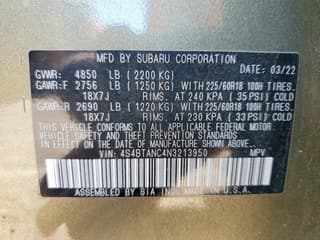 MFD BY SUBARU CORPORATION
DATE: 03/22
GVWR: 4850 LB (2200 KG)
GAWR:F 2756 LB (1250 KG) WITH 225/60R18 100H TIRES.
18X7J RIMS, AT 240 KPA (35 PSI) COLD
GAWR:R 2690 LB (1220 KG) WITH 225/60R18 100H TIRES.
18X7J RIMS, AT 230 KPA (33 PSI) COLD
THIS VEHICLE CONFORMS TO ALL APPLICABLE FEDERAL MOTOR
VEHICLE SAFETY AND THEFT PREVENTION STANDARDS IN EFFECT
ON THE DATE OF MANUFACTURE SHOWN ABOVE.
VIN: 4S4BTANC4N3213950 MPV
ASSEMBLED BY SIA INC. MADE IN U.S.A.